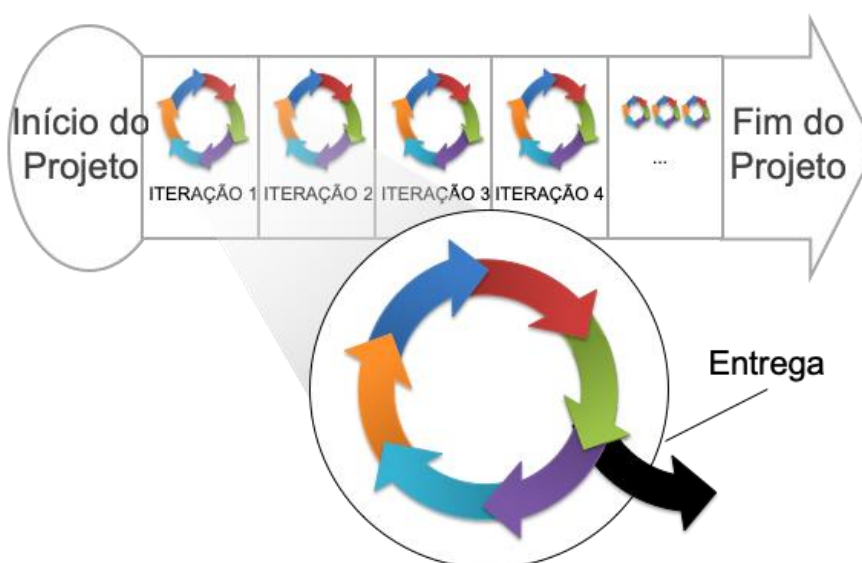 Início do
Projeto
ITERAÇÃO 1
ITERAÇÃO 2
ITERAÇÃO 3
ITERAÇÃO 4
...
Fim do
Projeto
Entrega